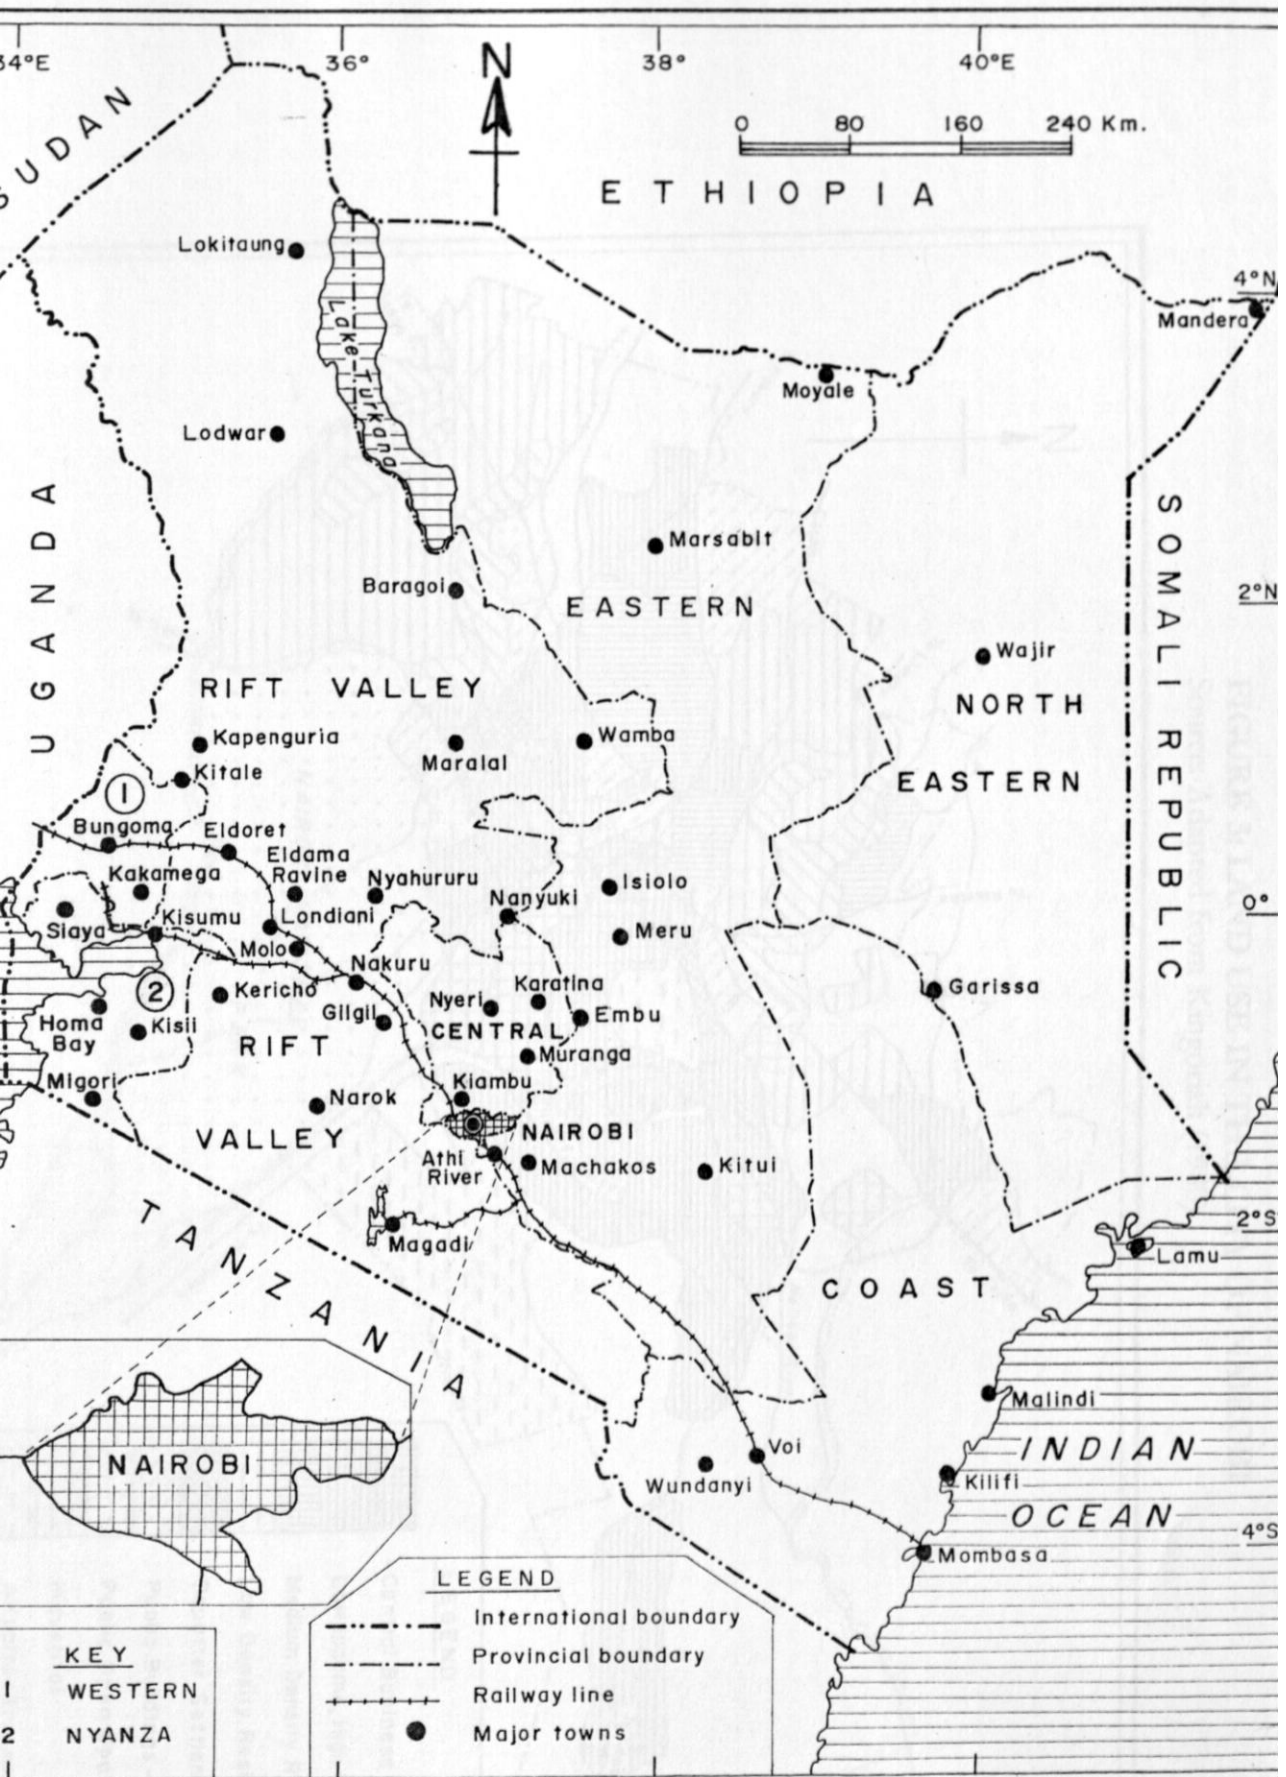 34°E
36°
38°
40°E
N
0 80 160 240 Km.
SUDAN
ETHIOPIA
Lokitaung
4°N
Mandera
Lake Turkana
Moyale
Lodwar
UGANDA
SOMALI REPUBLIC
Marsabit
Baragoi
EASTERN
2°N
Wajir
RIFT VALLEY
NORTH
EASTERN
Kapenguria
Wamba
Maralal
Kitale
1
Bungoma
Eldoret
Eldama
Ravine
Kakamega
Nyahururu
Isiolo
Nanyuki
0°
Siaya
Kisumu
Londiani
Meru
Molo
Nakuru
2
Kericho
Karatina
Garissa
Nyeri
Gilgil
Embu
Homa
Bay
Kisii
CENTRAL
RIFT
Muranga
Migori
Kiambu
Narok
VALLEY
NAIROBI
Athi
River
Machakos
Kitui
TANZANIA
Magadi
2°S
Lamu
COAST
Malindi
INDIAN
OCEAN
Voi
Wundanyi
Kilifi
4°S
Mombasa
NAIROBI
LEGEND
International boundary
Provincial boundary
Railway line
Major towns
KEY
1 WESTERN
2 NYANZA